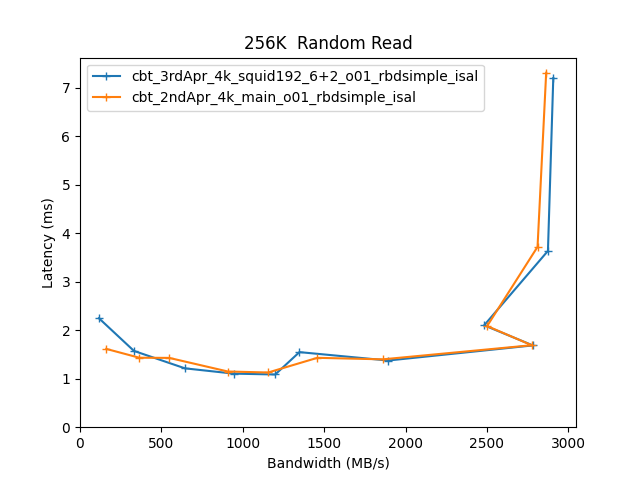 256K  Random Read
cbt_3rdApr_4k_squid192_6+2_o01_rbdsimple_isal
cbt_2ndApr_4k_main_o01_rbdsimple_isal
7
6
5
4
3
2
1
0
Latency (ms)
0 500 1000 1500 2000 2500 3000
Bandwidth (MB/s)